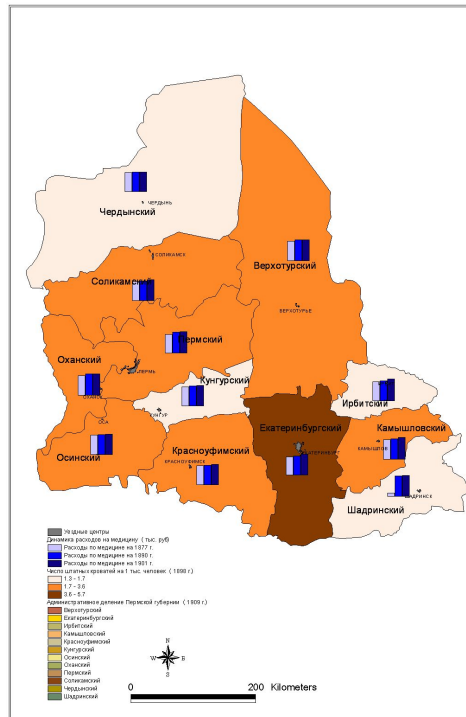 ЧЕРДЫНЬ
Чердынский
СОЛИКАМСК
Верхотурский
Соликамский
ВЕРХОТУРЬЕ
Пермский
Оханский
ПЕРМЬ
Кунгурский
ОХАНСК
Ирбитский
КУНГУР
ОСА
Екатеринбургский
Камышловский
Красноуфимский
КАМЫШЛОВ
Осинский
ЕКАТЕРИНБУРГ
КРАСНОУФИМСК
ШАДРИНСК
Шадринский
Уездные центры
Динамика расходов на медицину ( тыс. руб)
Расходы по медицине на 1877 г.
Расходы по медицине на 1890 г.
Расходы по медицине на 1901 г.
Число штатных кроватей на 1 тыс. человек ( 1898 г.)
1.3 - 1.7
1.7 - 3.6
3.6 - 5.7
Административное деление Пермской губернии ( 1909 г.)
Верхотурский
Екатеринбургский
Ирбитский
Камышловский
Красноуфимский
Кунгурский
Осинский
Оханский
Пермский
Соликамский
Чердынский
Шадринский
N
W E
S
0 200 Kilometers